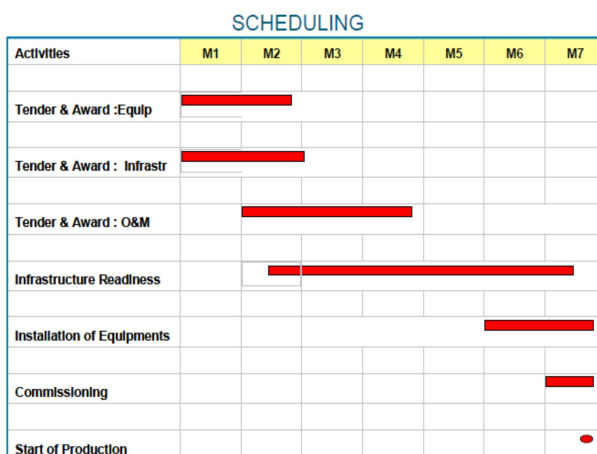 SCHEDULING
Activities M1 M2 M3 M4 M5 M6 M7
Tender & Award :Equip
Tender & Award : Infrastr
Tender & Award : O&M
Infrastructure Readiness
Installation of Equipments
Commissioning
Start of Production